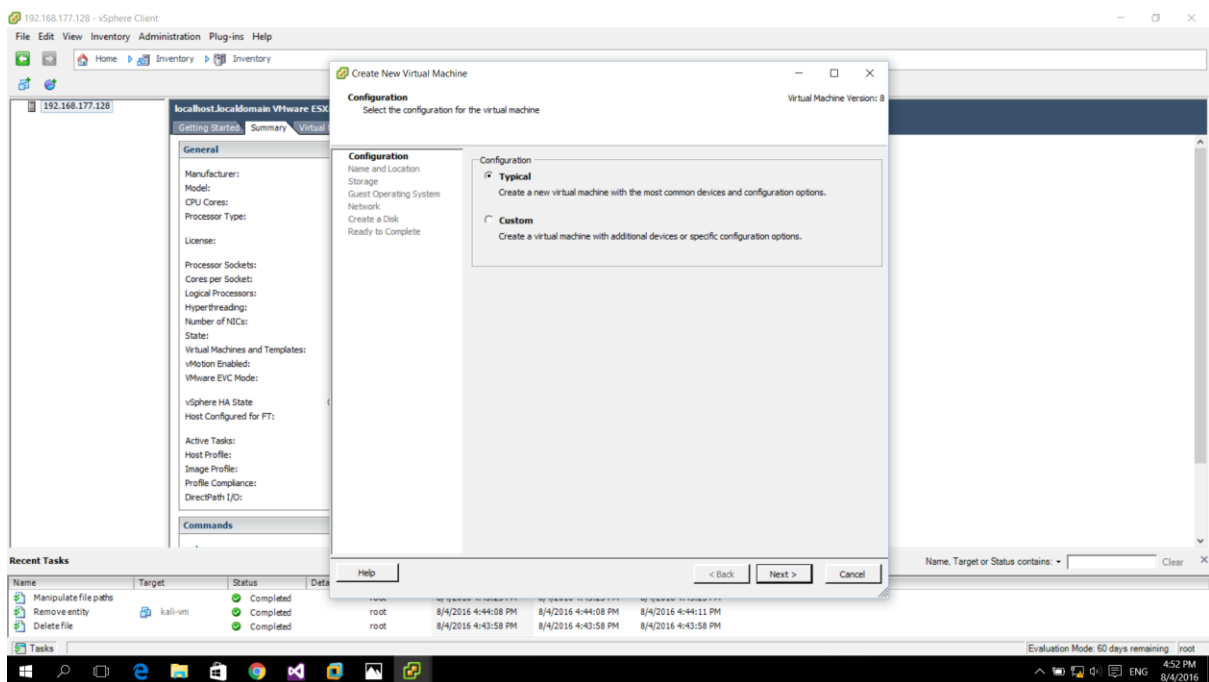 192.168.177.128 - vSphere Client
File Edit View Inventory Administration Plug-ins Help
Home Inventory Inventory
192.168.177.128
localhost.localdomain VMware ESX
Getting Started Summary Virtual
General
Manufacturer:
Model:
CPU Cores:
Processor Type:
License:
Processor Sockets:
Cores per Socket:
Logical Processors:
Hyperthreading:
Number of NICs:
State:
Virtual Machines and Templates:
vMotion Enabled:
VMware EVC Mode:
vSphere HA State
Host Configured for FT:
Active Tasks:
Host Profile:
Image Profile:
Profile Compliance:
DirectPath I/O:
Commands
Create New Virtual Machine
Configuration
Select the configuration for the virtual machine
Virtual Machine Version: 8
Configuration
Name and Location
Storage
Guest Operating System
Network
Create a Disk
Ready to Complete
Configuration
Typical
Create a new virtual machine with the most common devices and configuration options.
Custom
Create a virtual machine with additional devices or specific configuration options.
Help < Back Next > Cancel
Recent Tasks
Name, Target or Status contains: Clear
Name Target Status Deta
Manipulate file paths Completed
Remove entity kali-vm Completed root 8/4/2016 4:44:08 PM 8/4/2016 4:44:08 PM 8/4/2016 4:44:11 PM
Delete file Completed root 8/4/2016 4:43:58 PM 8/4/2016 4:43:58 PM 8/4/2016 4:43:58 PM
Tasks
Evaluation Mode: 60 days remaining root
ENG 4:52 PM
8/4/2016